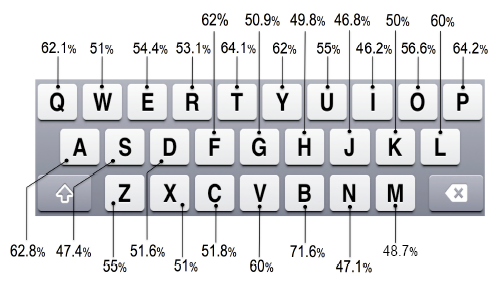 62% 50.9% 49.8% 46.8% 50% 60%
62.1% 51% 54.4% 53.1% 64.1% 62% 55% 46.2% 56.6% 64.2%
Q W E R T Y U I O P
A S D F G H J K L
Z X C V B N M
62.8% 47.4% 51.6% 51.8% 71.6% 48.7%
55% 51% 60% 47.1%